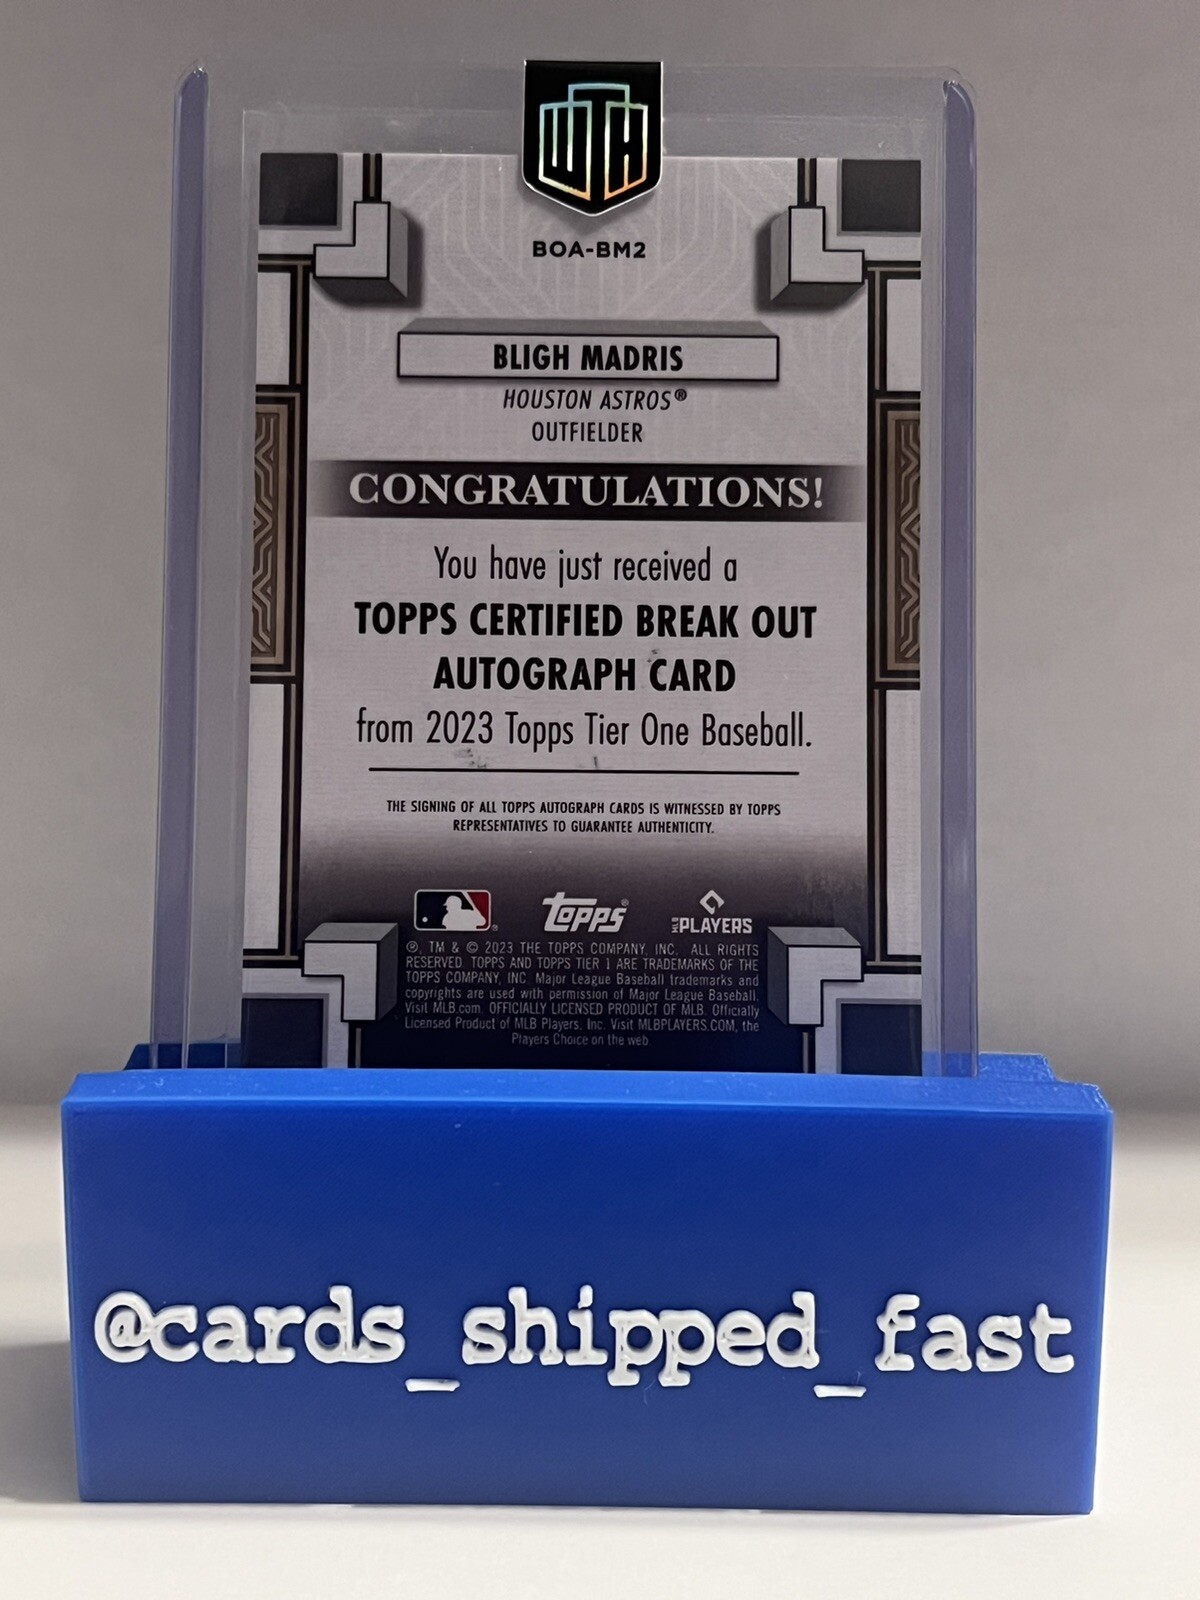 WTH
BOA-BM2
BLIGH MADRIS
HOUSTON ASTROS®
OUTFIELDER
CONGRATULATIONS!
You have just received a
TOPPS CERTIFIED BREAK OUT
AUTOGRAPH CARD
from 2023 Topps Tier One Baseball.
THE SIGNING OF ALL TOPPS AUTOGRAPH CARDS IS WITNESSED BY TOPPS
REPRESENTATIVES TO GUARANTEE AUTHENTICITY.
Topps® MLB PLAYERS
®, TM & © 2023 THE TOPPS COMPANY, INC. ALL RIGHTS
RESERVED. TOPPS AND TOPPS TIER 1 ARE TRADEMARKS OF THE
TOPPS COMPANY, INC. Major League Baseball trademarks and
copyrights are used with permission of Major League Baseball.
Visit MLB.com. OFFICIALLY LICENSED PRODUCT OF MLB. Officially
Licensed Product of MLB Players, Inc. Visit MLBPLAYERS.COM, the
Players Choice on the web
@cards_shipped_fast